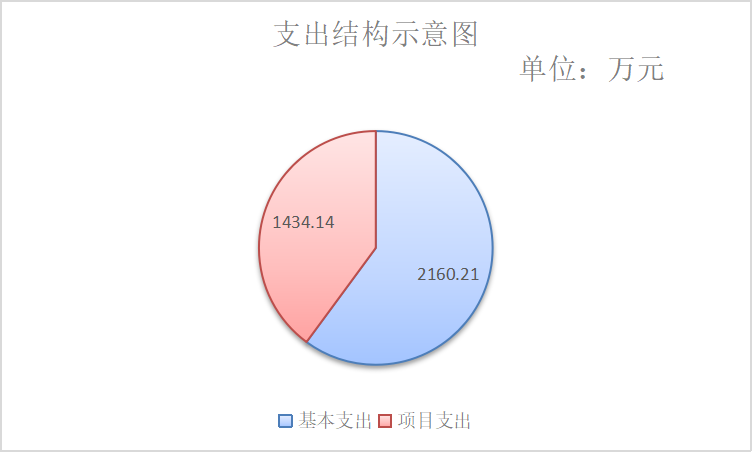 支出结构示意图
单位：万元
1434.14
2160.21
基本支出 项目支出